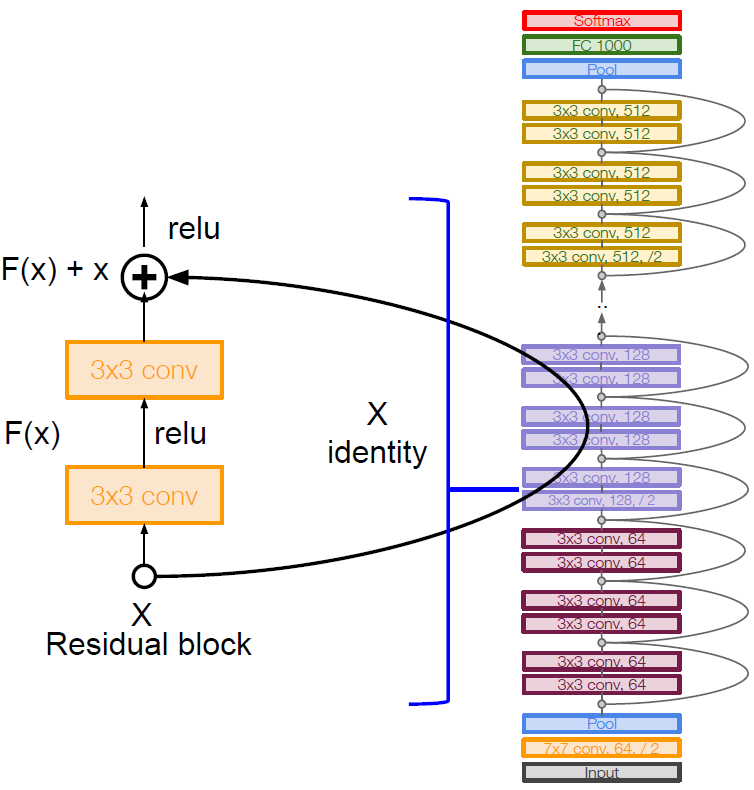 relu
F(x) + x
3x3 conv
F(x)
relu
3x3 conv
X
Residual block
X
identity
Softmax
FC 1000
Pool
3x3 conv, 512
3x3 conv, 512
3x3 conv, 512
3x3 conv, 512
3x3 conv, 512
3x3 conv, 512, /2
..
3x3 conv, 128
3x3 conv, 128
3x3 conv, 128
3x3 conv, 128
3x3 conv, 128
3x3 conv, 128, / 2
3x3 conv, 64
3x3 conv, 64
3x3 conv, 64
3x3 conv, 64
3x3 conv, 64
3x3 conv, 64
Pool
7x7 conv, 64, / 2
Input